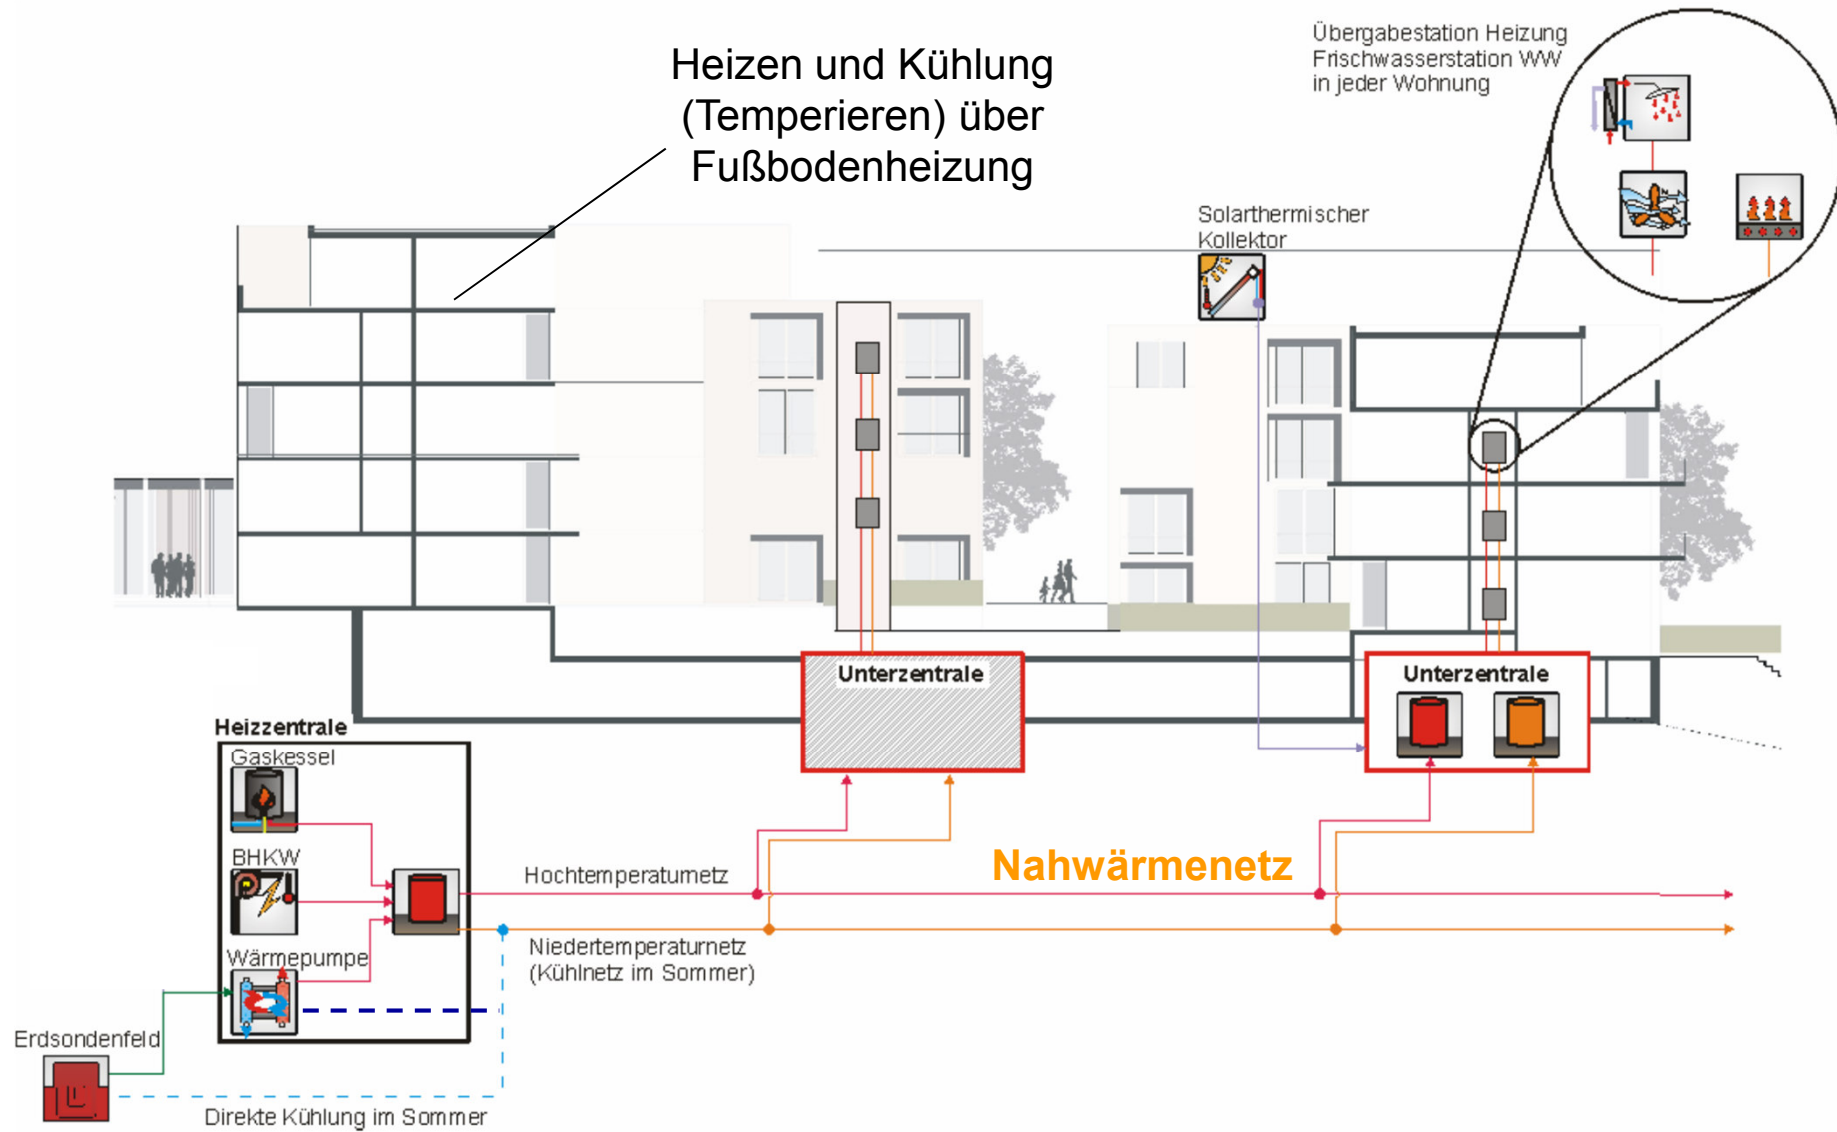 Heizen und Kühlung
(Temperieren) über
Fußbodenheizung
Übergabestation Heizung
Frischwasserstation WW
in jeder Wohnung
Solarthermischer
Kollektor
Unterzentrale
Unterzentrale
Heizzentrale
Gaskessel
BHKW
Wärmepumpe
Hochtemperaturnetz
Nahwärmenetz
Niedertemperaturnetz
(Kühlnetz im Sommer)
Erdsondenfeld
Direkte Kühlung im Sommer